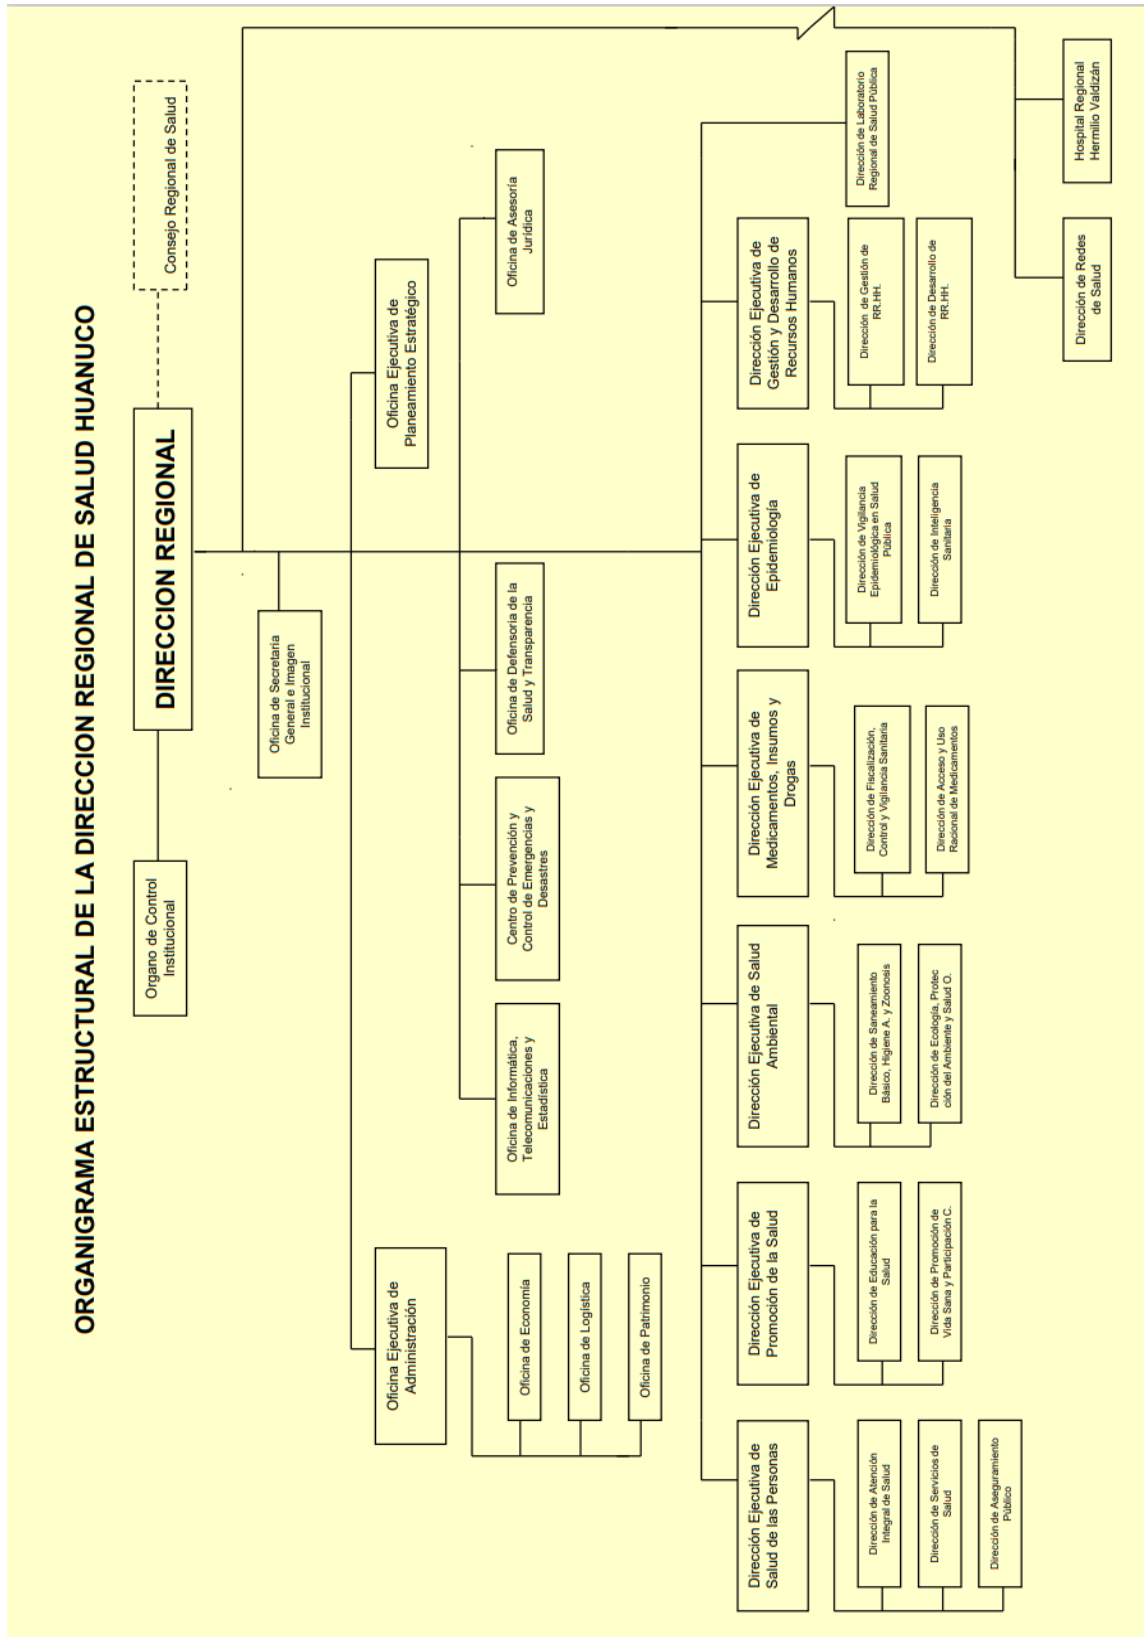 ORGANIGRAMA ESTRUCTURAL DE LA DIRECCION REGIONAL DE SALUD HUANUCO
Organo de Control
Institucional
DIRECCION REGIONAL
Consejo Regional de Salud
Oficina de Secretaria
General e Imagen
Institucional
Oficina Ejecutiva de
Administración
Oficina Ejecutiva de
Planeamiento Estratégico
Oficina de Economía
Oficina de Logística
Oficina de Patrimonio
Oficina de Informática,
Telecomunicaciones y
Estadística
Centro de Prevención y
Control de Emergencias y
Desastres
Oficina de Defensoría de la
Salud y Transparencia
Oficina de Asesoría
Jurídica
Dirección Ejecutiva de
Salud de las Personas
Dirección de Atención
Integral de Salud
Dirección de Servicios de
Salud
Dirección de Aseguramiento
Público
Dirección Ejecutiva de
Promoción de la Salud
Dirección de Educación para la
Salud
Dirección de Promoción de
Vida Sana y Participación C.
Dirección Ejecutiva de Salud
Ambiental
Dirección de Saneamiento
Básico, Higiene A. y Zoonosis
Dirección de Ecología, Protec
ción del Ambiente y Salud O.
Dirección Ejecutiva de
Medicamentos, Insumos y
Drogas
Dirección de Fiscalización,
Control y Vigilancia Sanitaria
Dirección de Acceso y Uso
Racional de Medicamentos
Dirección Ejecutiva de
Epidemiología
Dirección de Vigilancia
Epidemiológica en Salud
Pública
Dirección de Inteligencia
Sanitaria
Dirección Ejecutiva de
Gestión y Desarrollo de
Recursos Humanos
Dirección de Gestión de
RR.HH.
Dirección de Desarrollo de
RR.HH.
Dirección de Laboratorio
Regional de Salud Pública
Dirección de Redes
de Salud
Hospital Regional
Hermilio Valdizán